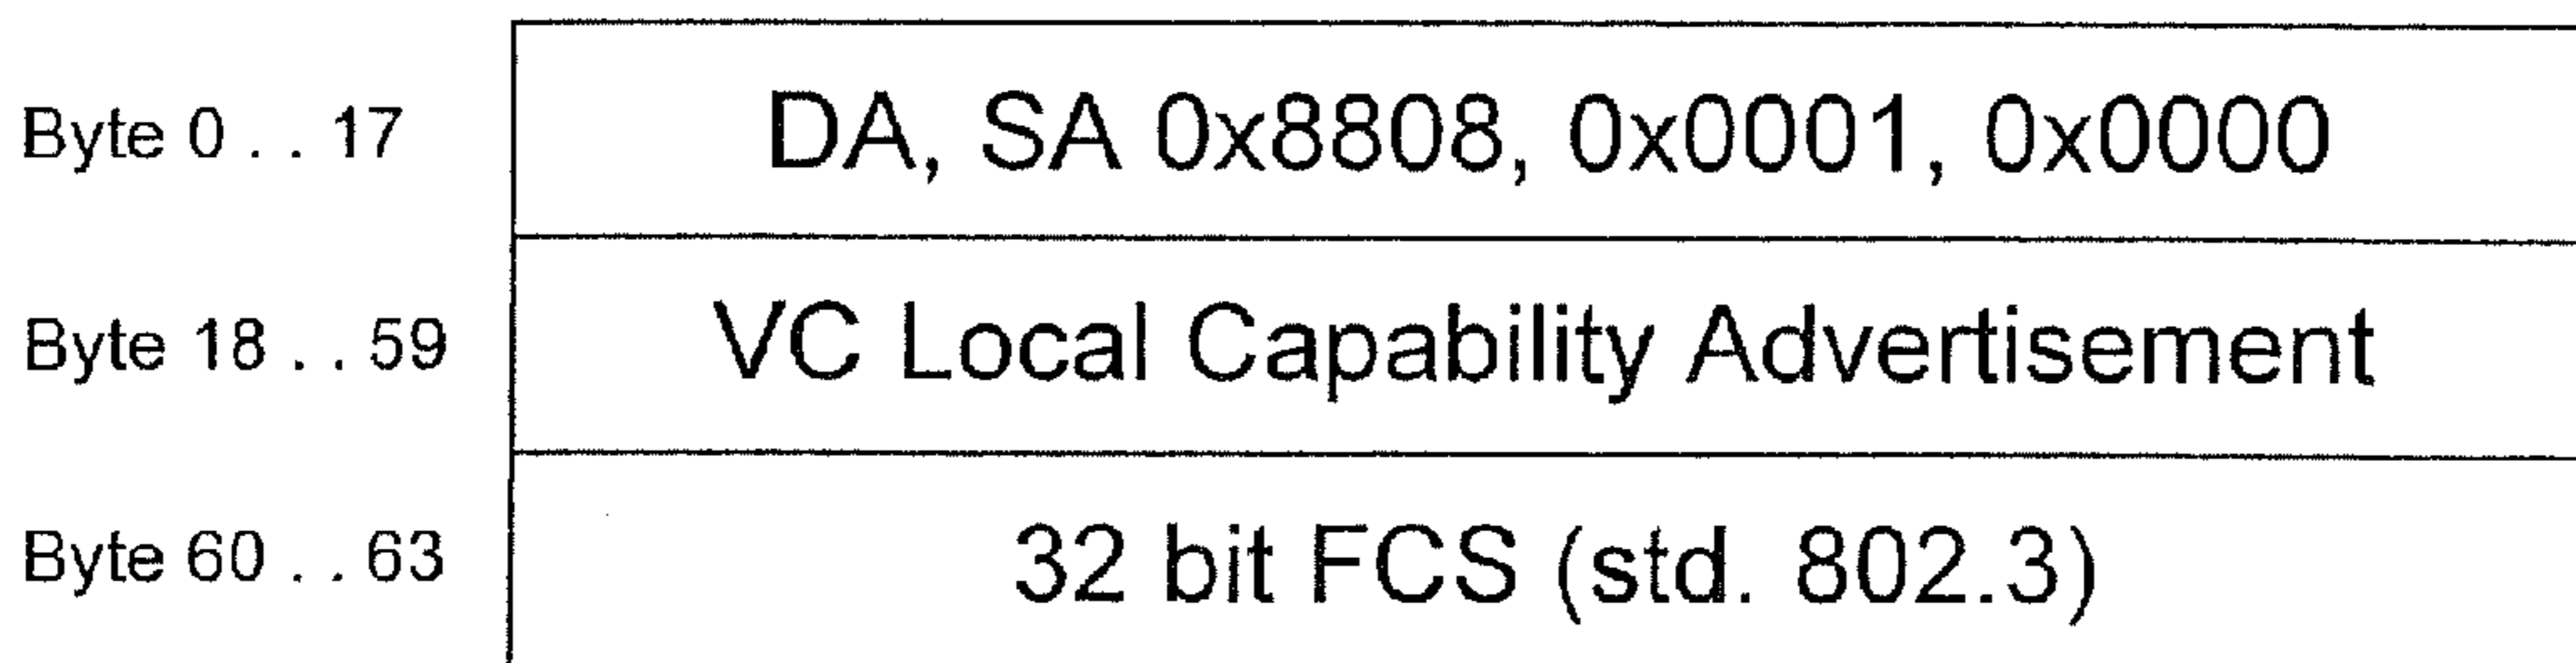 Byte 0 . . 17 DA, SA 0x8808, 0x0001, 0x0000
Byte 18 . . 59 VC Local Capability Advertisement
Byte 60 . . 63 32 bit FCS (std. 802.3)